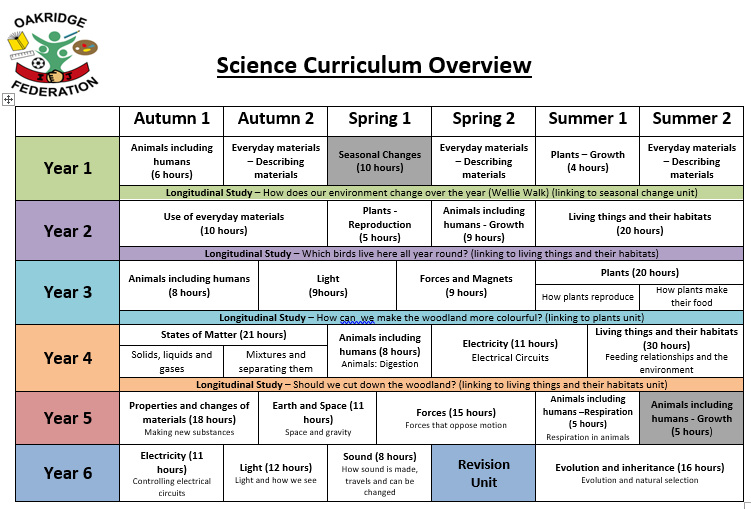 OAKRIDGE
FEDERATION
Science Curriculum Overview
Autumn 1
Autumn 2
Spring 1
Spring 2
Summer 1
Summer 2
Year 1
Animals including
humans
(6 hours)
Everyday materials
– Describing
materials
Seasonal Changes
(10 hours)
Everyday materials
– Describing
materials
Plants – Growth
(4 hours)
Everyday materials
– Describing
materials
Longitudinal Study – How does our environment change over the year (Wellie Walk) (linking to seasonal change unit)
Year 2
Use of everyday materials
(10 hours)
Plants -
Reproduction
(5 hours)
Animals including
humans - Growth
(9 hours)
Living things and their habitats
(20 hours)
Longitudinal Study – Which birds live here all year round? (linking to living things and their habitats)
Year 3
Animals including humans
(8 hours)
Light
(9hours)
Forces and Magnets
(9 hours)
Plants (20 hours)
How plants reproduce
How plants make
their food
Longitudinal Study – How can we make the woodland more colourful? (linking to plants unit)
Year 4
States of Matter (21 hours)
Solids, liquids and
gases
Mixtures and
separating them
Animals including
humans (8 hours)
Animals: Digestion
Electricity (11 hours)
Electrical Circuits
Living things and their habitats
(30 hours)
Feeding relationships and the
environment
Longitudinal Study – Should we cut down the woodland? (linking to living things and their habitats unit)
Year 5
Properties and changes of
materials (18 hours)
Making new substances
Earth and Space (11
hours)
Space and gravity
Forces (15 hours)
Forces that oppose motion
Animals including
humans –Respiration
(5 hours)
Respiration in animals
Animals including
humans - Growth
(5 hours)
Year 6
Electricity (11
hours)
Controlling electrical
circuits
Light (12 hours)
Light and how we see
Sound (8 hours)
How sound is made,
travels and can be
changed
Revision
Unit
Evolution and inheritance (16 hours)
Evolution and natural selection